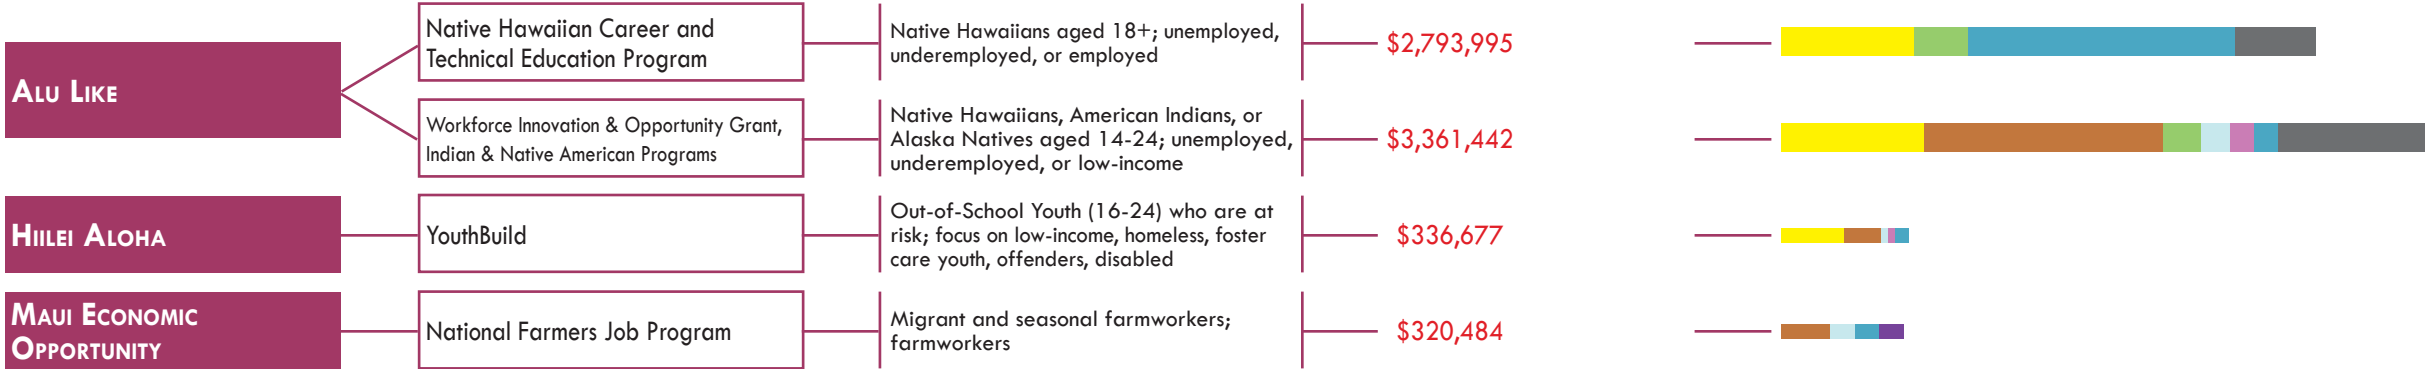 ALU LIKE
Native Hawaiian Career and
Technical Education Program
Native Hawaiians aged 18+; unemployed,
underemployed, or employed
$2,793,995
Workforce Innovation & Opportunity Grant,
Indian & Native American Programs
Native Hawaiians, American Indians, or
Alaska Natives aged 14-24; unemployed,
underemployed, or low-income
$3,361,442
HIILEI ALOHA
YouthBuild
Out-of-School Youth (16-24) who are at
risk; focus on low-income, homeless, foster
care youth, offenders, disabled
$336,677
MAUI ECONOMIC
OPPORTUNITY
National Farmers Job Program
Migrant and seasonal farmworkers;
farmworkers
$320,484